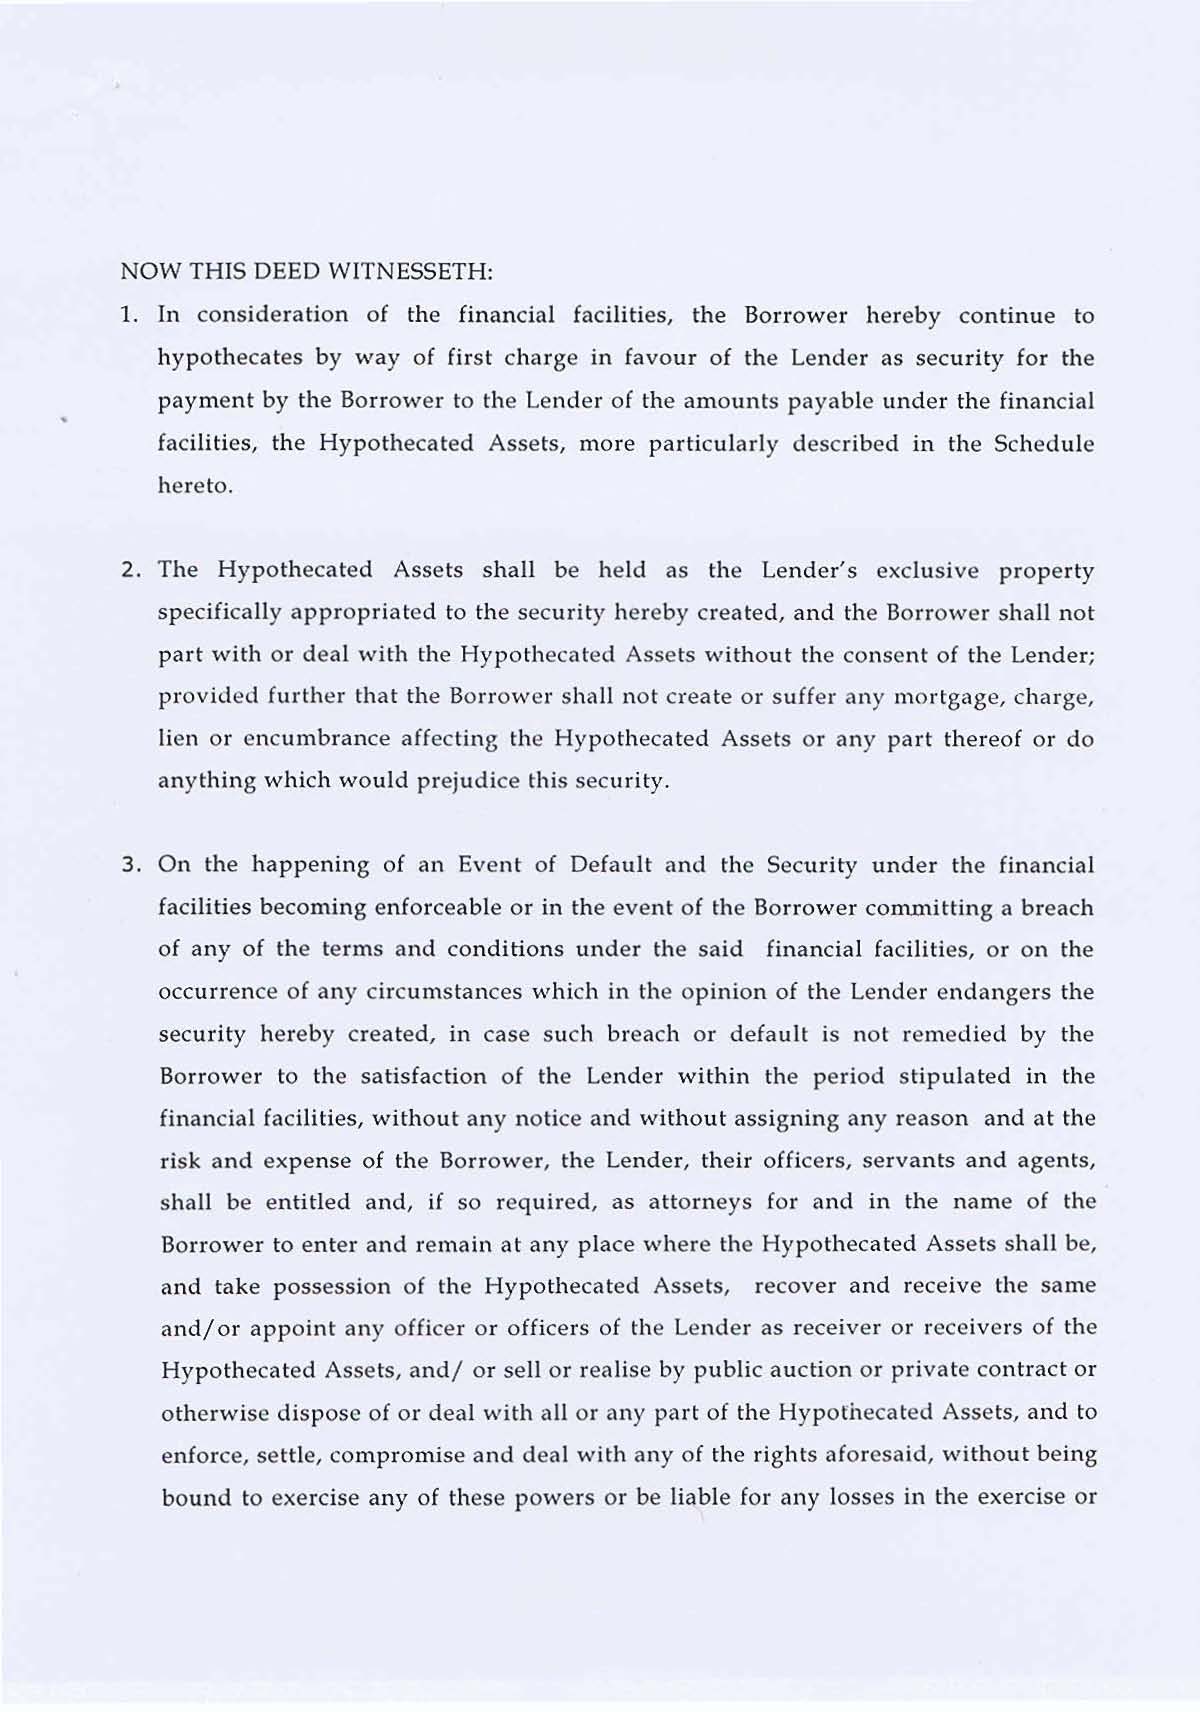 NOW THIS DEED WITNESSETH:
1. In consideration of the financial facilities, the Borrower hereby continue to
hypothecates by way of first charge in favour of the Lender as security for the
payment by the Borrower to the Lender of the amounts payable under the financial
facilities, the Hypothecated Assets, more particularly described in the Schedule
hereto.
2. The Hypothecated Assets shall be held as the Lender's exclusive property
specifically appropriated to the security hereby created, and the Borrower shall not
part with or deal with the Hypothecated Assets without the consent of the Lender;
provided further that the Borrower shall not create or suffer any mortgage, charge,
lien or encumbrance affecting the Hypothecated Assets or any part thereof or do
anything which would prejudice this security.
3. On the happening of an Event of Default and the Security under the financial
facilities becoming enforceable or in the event of the Borrower committing a breach
of any of the terms and conditions under the said financial facilities, or on the
occurrence of any circumstances which in the opinion of the Lender endangers the
security hereby created, in case such breach or default is not remedied by the
Borrower to the satisfaction of the Lender within the period stipulated in the
financial facilities, without any notice and without assigning any reason and at the
risk and expense of the Borrower, the Lender, their officers, servants and agents,
shall be entitled and, if so required, as attorneys for and in the name of the
Borrower to enter and remain at any place where the Hypothecated Assets shall be,
and take possession of the Hypothecated Assets, recover and receive the same
and/or appoint any officer or officers of the Lender as receiver or receivers of the
Hypothecated Assets, and/ or sell or realise by public auction or private contract or
otherwise dispose of or deal with all or any part of the Hypothecated Assets, and to
enforce, settle, compromise and deal with any of the rights aforesaid, without being
bound to exercise any of these powers or be liable for any losses in the exercise or